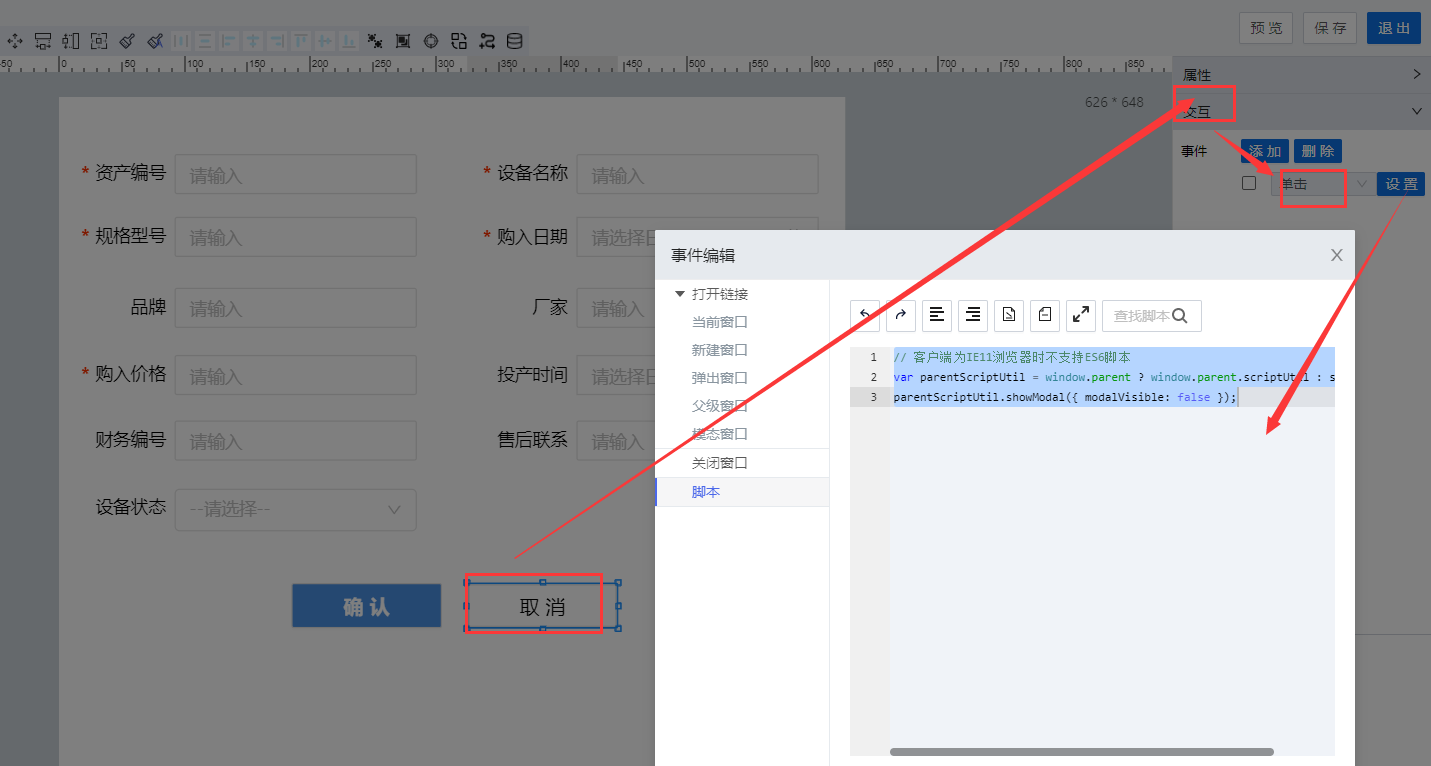 预 览 保 存 退 出
-50 0 50 100 150 200 250 300 350 400 450 500 550 600 650 700 750 800 850
属性
626 * 648
交互
事件 添 加 删 除
单击 设 置
* 资产编号 请输入 * 设备名称 请输入
* 规格型号 请输入 * 购入日期 请选择日
品牌 请输入 厂家 请输入
* 购入价格 请输入 投产时间 请选择日
财务编号 请输入 售后联系 请输入
设备状态 --请选择--
确 认 取 消
事件编辑 X
打开链接
当前窗口
新建窗口
弹出窗口
父级窗口
模态窗口
关闭窗口
脚本
查找脚本
1 // 客户端为IE11浏览器时不支持ES6脚本
2 var parentScriptUtil = window.parent ? window.parent.scriptUtil : s
3 parentScriptUtil.showModal({ modalVisible: false });